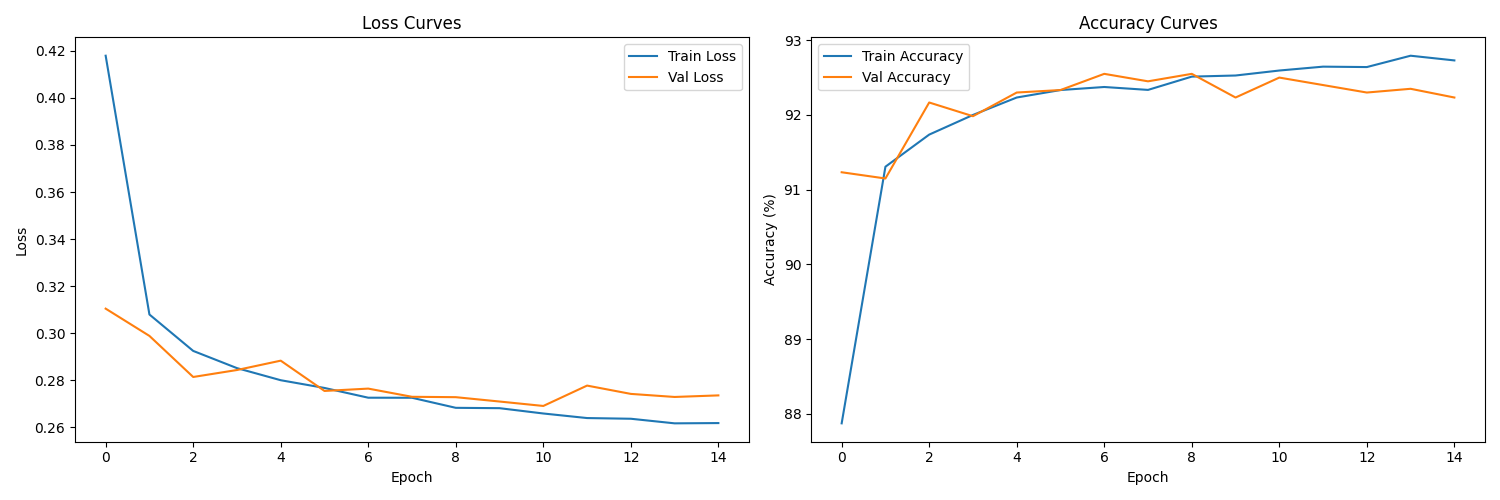 Loss Curves
0.42
0.40
0.38
0.36
0.34
0.32
0.30
0.28
0.26
Loss
0 2 4 6 8 10 12 14
Epoch
Train Loss
Val Loss
Accuracy Curves
93
92
91
90
89
88
Accuracy (%)
0 2 4 6 8 10 12 14
Epoch
Train Accuracy
Val Accuracy